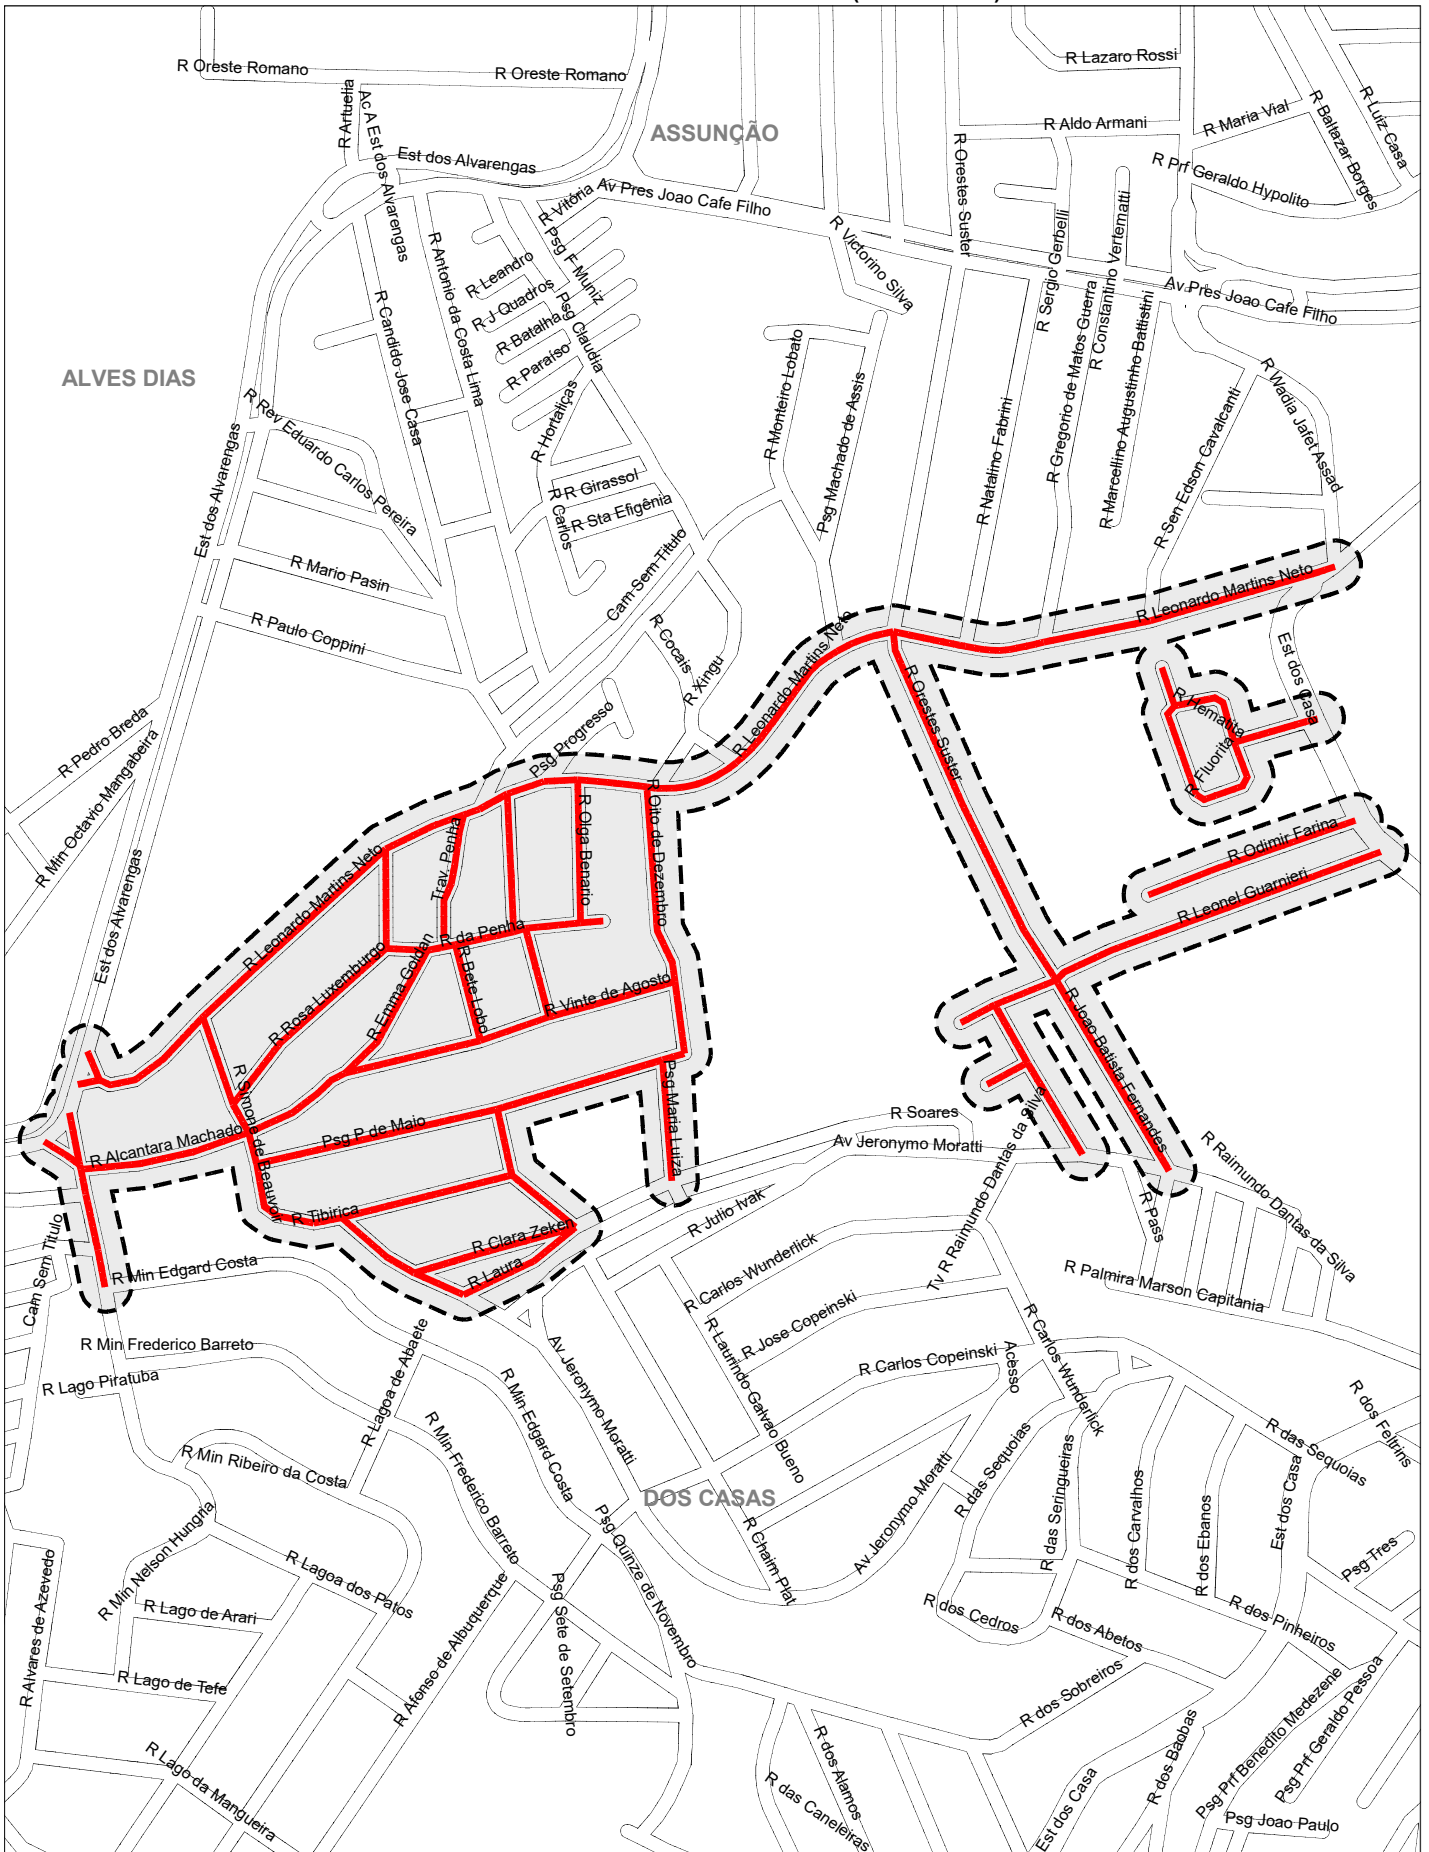 R Oreste Romano
R Oreste Romano
R Lazaro Rossi
R Artuelia
Ac A Est dos Alvarengas
Est dos Alvarengas
ASSUNÇÃO
R Aldo Armani
R Maria Vial
R Baltazar Borges
R Luiz Casa
R Orestes Suster
R Prf Geraldo Hypolito
R Vitória
Av Pres Joao Cafe Filho
R Victorino Silva
R Sergio Gerbelli
R Constantino Vertematti
Av Pres Joao Cafe Filho
R Antonio da Costa Lima
Psg F Muniz
R Leandro
R J Quadros
R Batalha
R Paraíso
Psg Claudia
R Candido Jose Casa
ALVES DIAS
R Hortaliças
R Monteiro Lobato
Psg Machado de Assis
R Natalino Fabrini
R Gregorio de Matos Guerra
R Marcellino Augustinho Battistini
R Sen Edson Cavalcanti
R Wadia Jafet Assad
R Rev Eduardo Carlos Pereira
Est dos Alvarengas
R Girassol
R Sta Efigênia
R Carlos
R Mario Pasin
Cam Sem Titulo
R Paulo Coppini
R Cocais
R Xingu
R Leonardo Martins Neto
R Leonardo Martins Neto
Est dos Casa
R Orestes Suster
R Hematita
R Fluorita
R Pedro Breda
R Min Octavio Mangabeira
Psg Progresso
R Oito de Dezembro
R Olga Benario
Trav. Penha
R Odimir Farina
R Leonel Guarnieri
R Leonardo Martins Neto
Est dos Alvarengas
R da Penha
R Rosa Luxemburgo
R Emma Goldan
R Bete Lobo
R Vinte de Agosto
R Joao Batista Fernandes
R Simone de Beauvoir
Psg Maria Luiza
R Alcantara Machado
Psg P de Maio
R Soares
Av Jeronymo Moratti
Tv R Raimundo Dantas da Silva
R Raimundo Dantas da Silva
R Pass
R Tibirica
R Clara Zeken
R Laura
R Julio Ivak
Cam Sem Titulo
R Min Edgard Costa
R Carlos Wunderlick
R Palmira Marson Capitania
R Min Frederico Barreto
R Lagoa de Abaete
R Jose Copeinski
R Laurindo Galvao Bueno
R Carlos Copeinski
Acesso
R Carlos Wunderlick
R Lago Piratuba
Av Jeronymo Moratti
R Min Edgard Costa
R dos Feltrins
R das Sequoias
R Min Ribeiro da Costa
R Min Frederico Barreto
R das Sequoias
R das Seringueiras
R dos Carvalhos
R dos Ebanos
Est dos Casa
DOS CASAS
R Min Nelson Hungria
Psg Quinze de Novembro
R Chaim Plat
Av Jeronymo Moratti
Psg Tres
R Alvares de Azevedo
R Lagoa dos Patos
R Lago de Arari
R Afonso de Albuquerque
Psg Sete de Setembro
R dos Cedros
R dos Abetos
R dos Pinheiros
R Lago de Tefe
R dos Sobreiros
Psg Prf Benedito Medezene
Psg Prf Geraldo Pessoa
R Lago da Mangueira
R dos Alamos
R das Caneleiras
R dos Baobas
Est dos Casa
Psg Joao Paulo